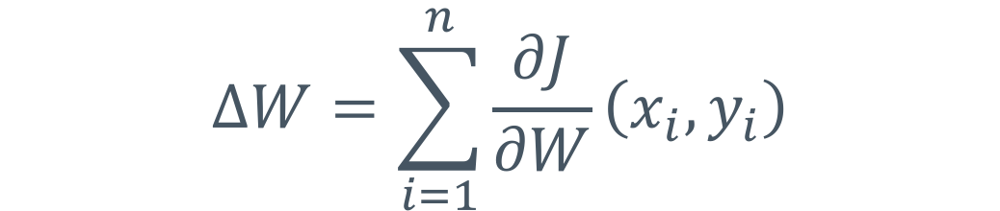 ΔW = \sum_{i=1}^{n} \frac{∂J}{∂W} (x_i, y_i)